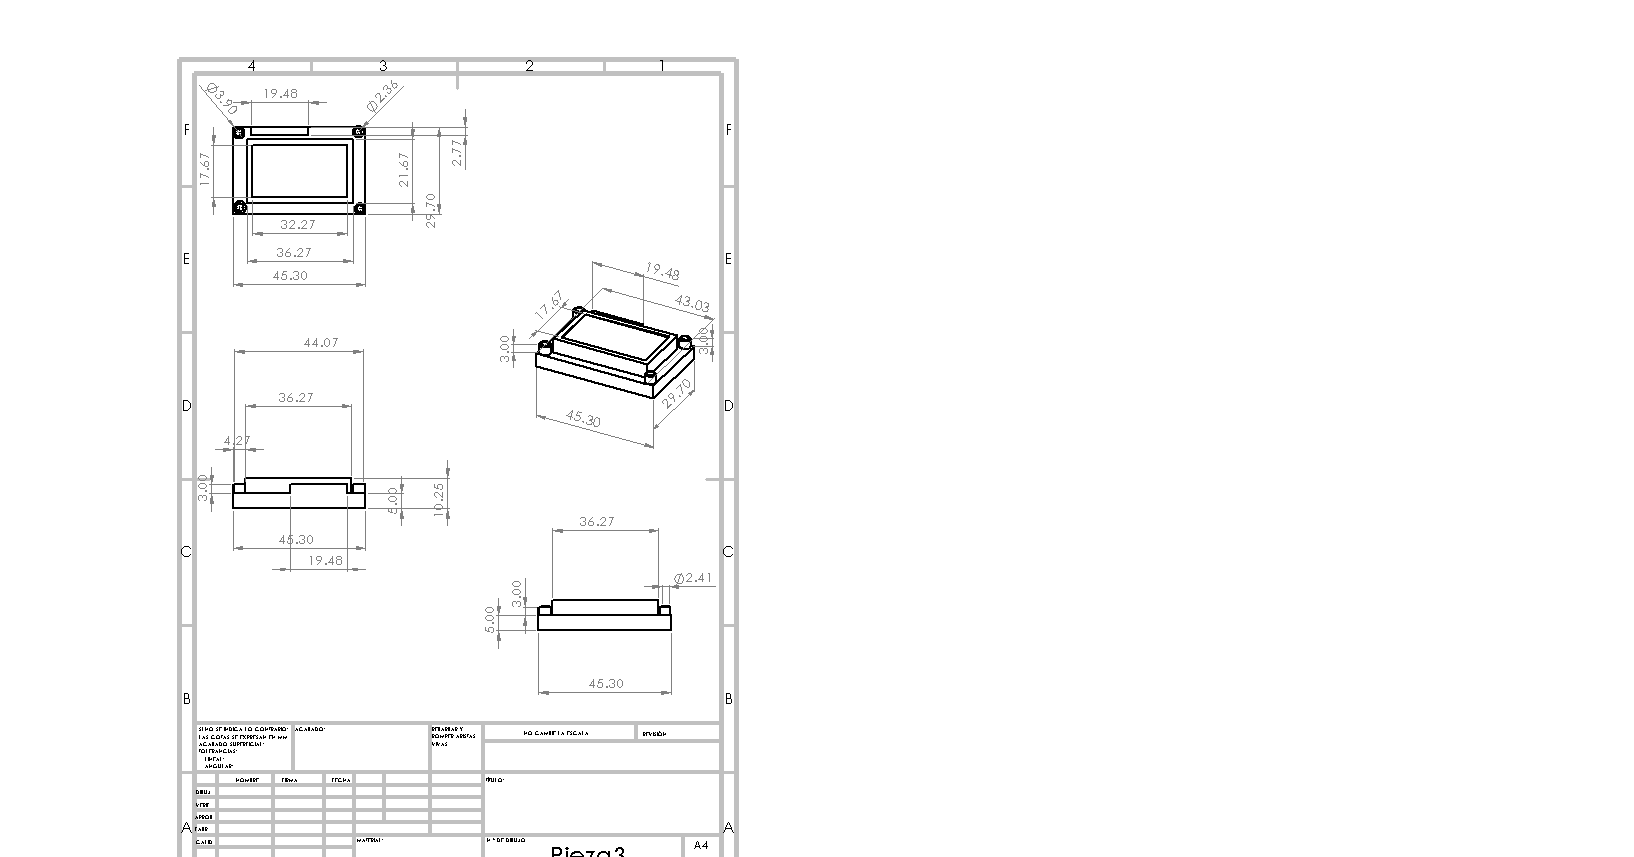 4 3 2 1
F
F
Ø3.90
19.48
Ø2.36
17.67
21.67
2.77
29.70
32.27
E
36.27
E
45.30
19.48
17.67
43.03
3.00
3.00
44.07
29.70
36.27
D
45.30
D
4.27
3.00
5.00
10.25
45.30
C
19.48
C
36.27
Ø2.41
3.00
5.00
45.30
B
B
SI NO SE INDICA LO CONTRARIO:
LAS COTAS SE EXPRESAN EN MM
ACABADO SUPERFICIAL:
TOLERANCIAS:
LINEAL:
ANGULAR:
ACABADO:
REBARBAR Y
ROMPER ARISTAS
VIVAS
NO CAMBIE LA ESCALA
REVISIÓN
NOMBRE FIRMA FECHA
TÍTULO:
DIBUJ.
VERIF.
APROB.
A
FABR.
A
CALID.
MATERIAL:
N.º DE DIBUJO
Pieza3
A4